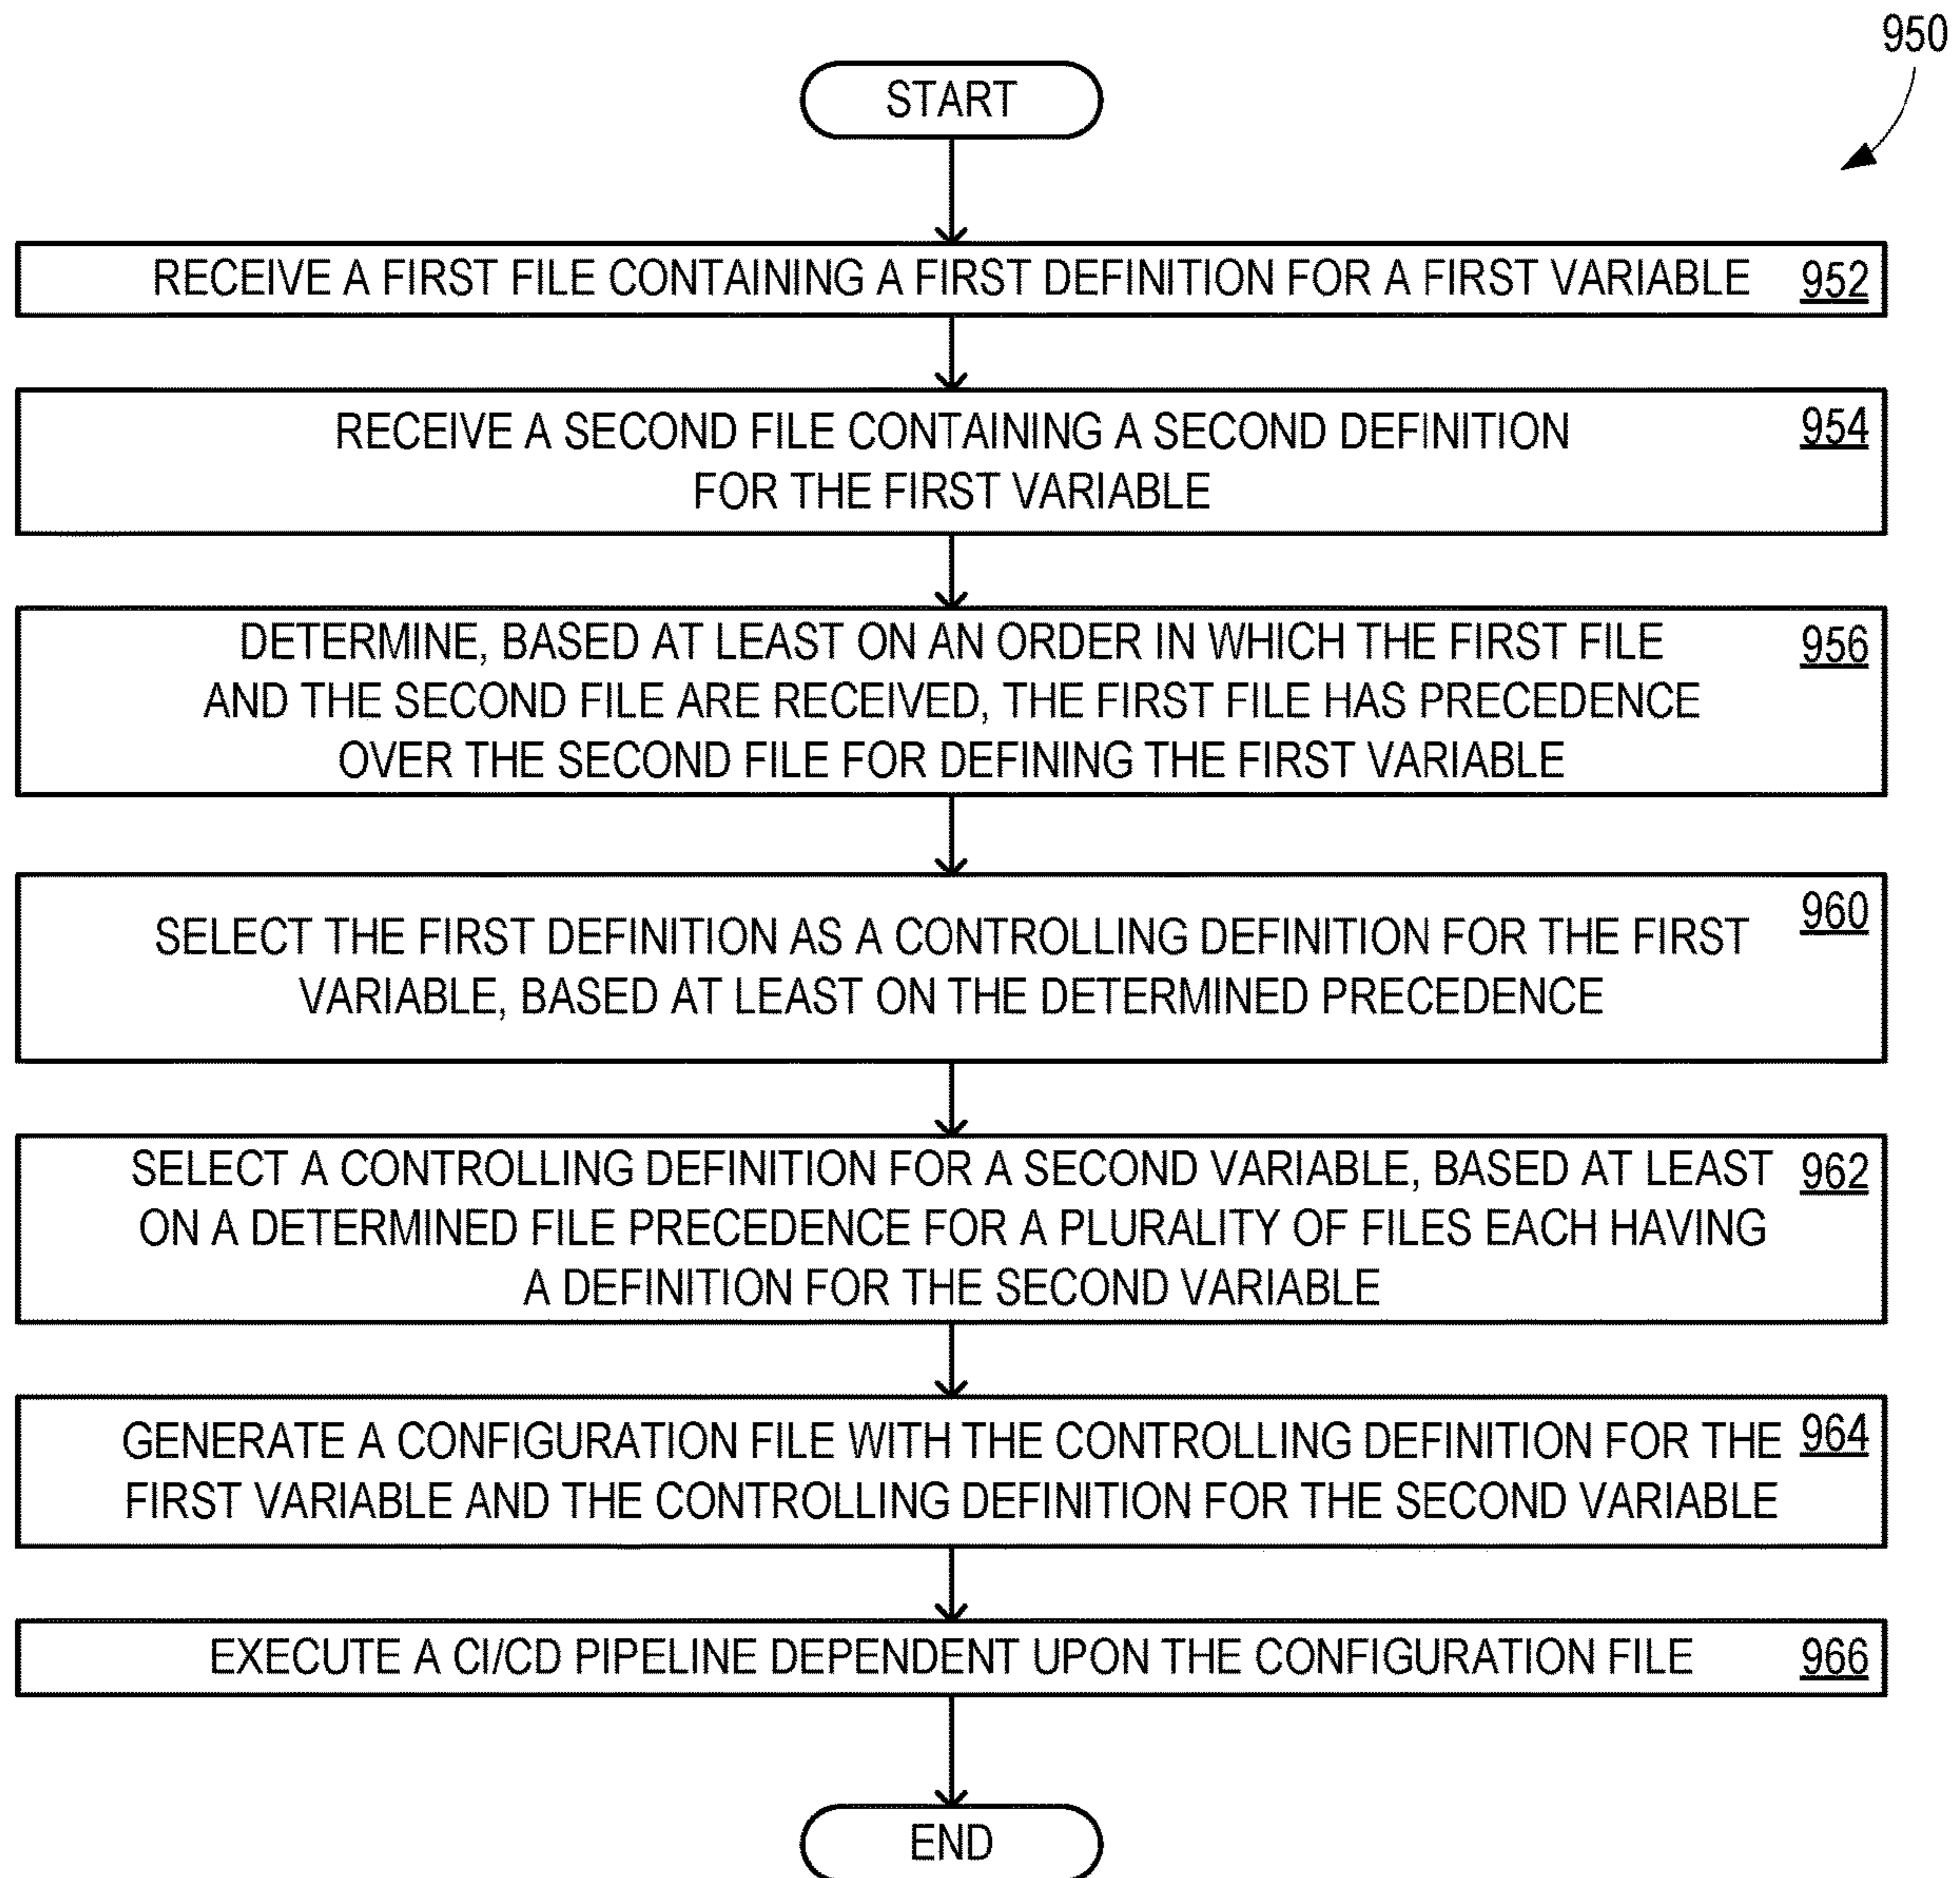 950
START
RECEIVE A FIRST FILE CONTAINING A FIRST DEFINITION FOR A FIRST VARIABLE 952
RECEIVE A SECOND FILE CONTAINING A SECOND DEFINITION 954
FOR THE FIRST VARIABLE
DETERMINE, BASED AT LEAST ON AN ORDER IN WHICH THE FIRST FILE 956
AND THE SECOND FILE ARE RECEIVED, THE FIRST FILE HAS PRECEDENCE
OVER THE SECOND FILE FOR DEFINING THE FIRST VARIABLE
SELECT THE FIRST DEFINITION AS A CONTROLLING DEFINITION FOR THE FIRST 960
VARIABLE, BASED AT LEAST ON THE DETERMINED PRECEDENCE
SELECT A CONTROLLING DEFINITION FOR A SECOND VARIABLE, BASED AT LEAST 962
ON A DETERMINED FILE PRECEDENCE FOR A PLURALITY OF FILES EACH HAVING
A DEFINITION FOR THE SECOND VARIABLE
GENERATE A CONFIGURATION FILE WITH THE CONTROLLING DEFINITION FOR THE 964
FIRST VARIABLE AND THE CONTROLLING DEFINITION FOR THE SECOND VARIABLE
EXECUTE A CI/CD PIPELINE DEPENDENT UPON THE CONFIGURATION FILE 966
END